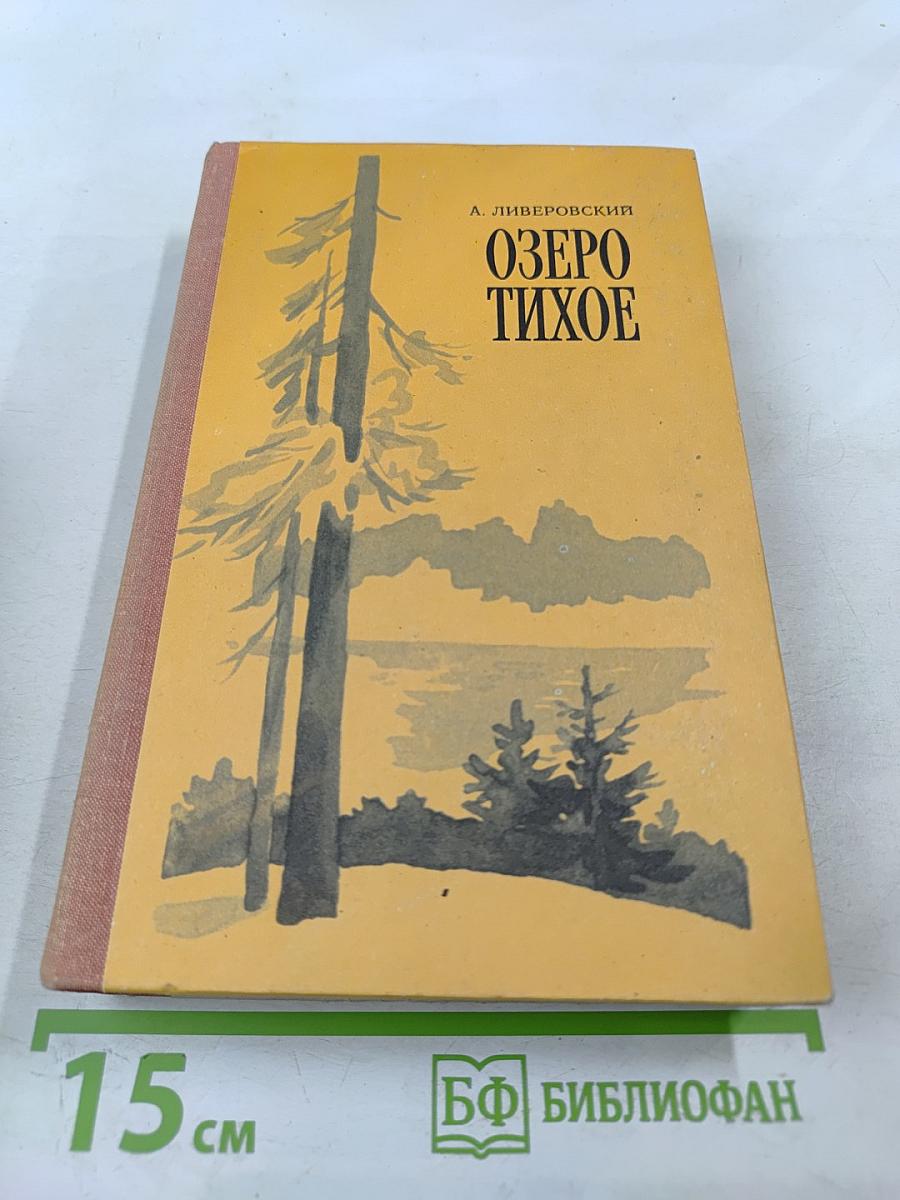 А. ЛИВЕРОВСКИЙ
ОЗЕРО
ТИХОЕ
15 см
БФ БИБЛИОФАН